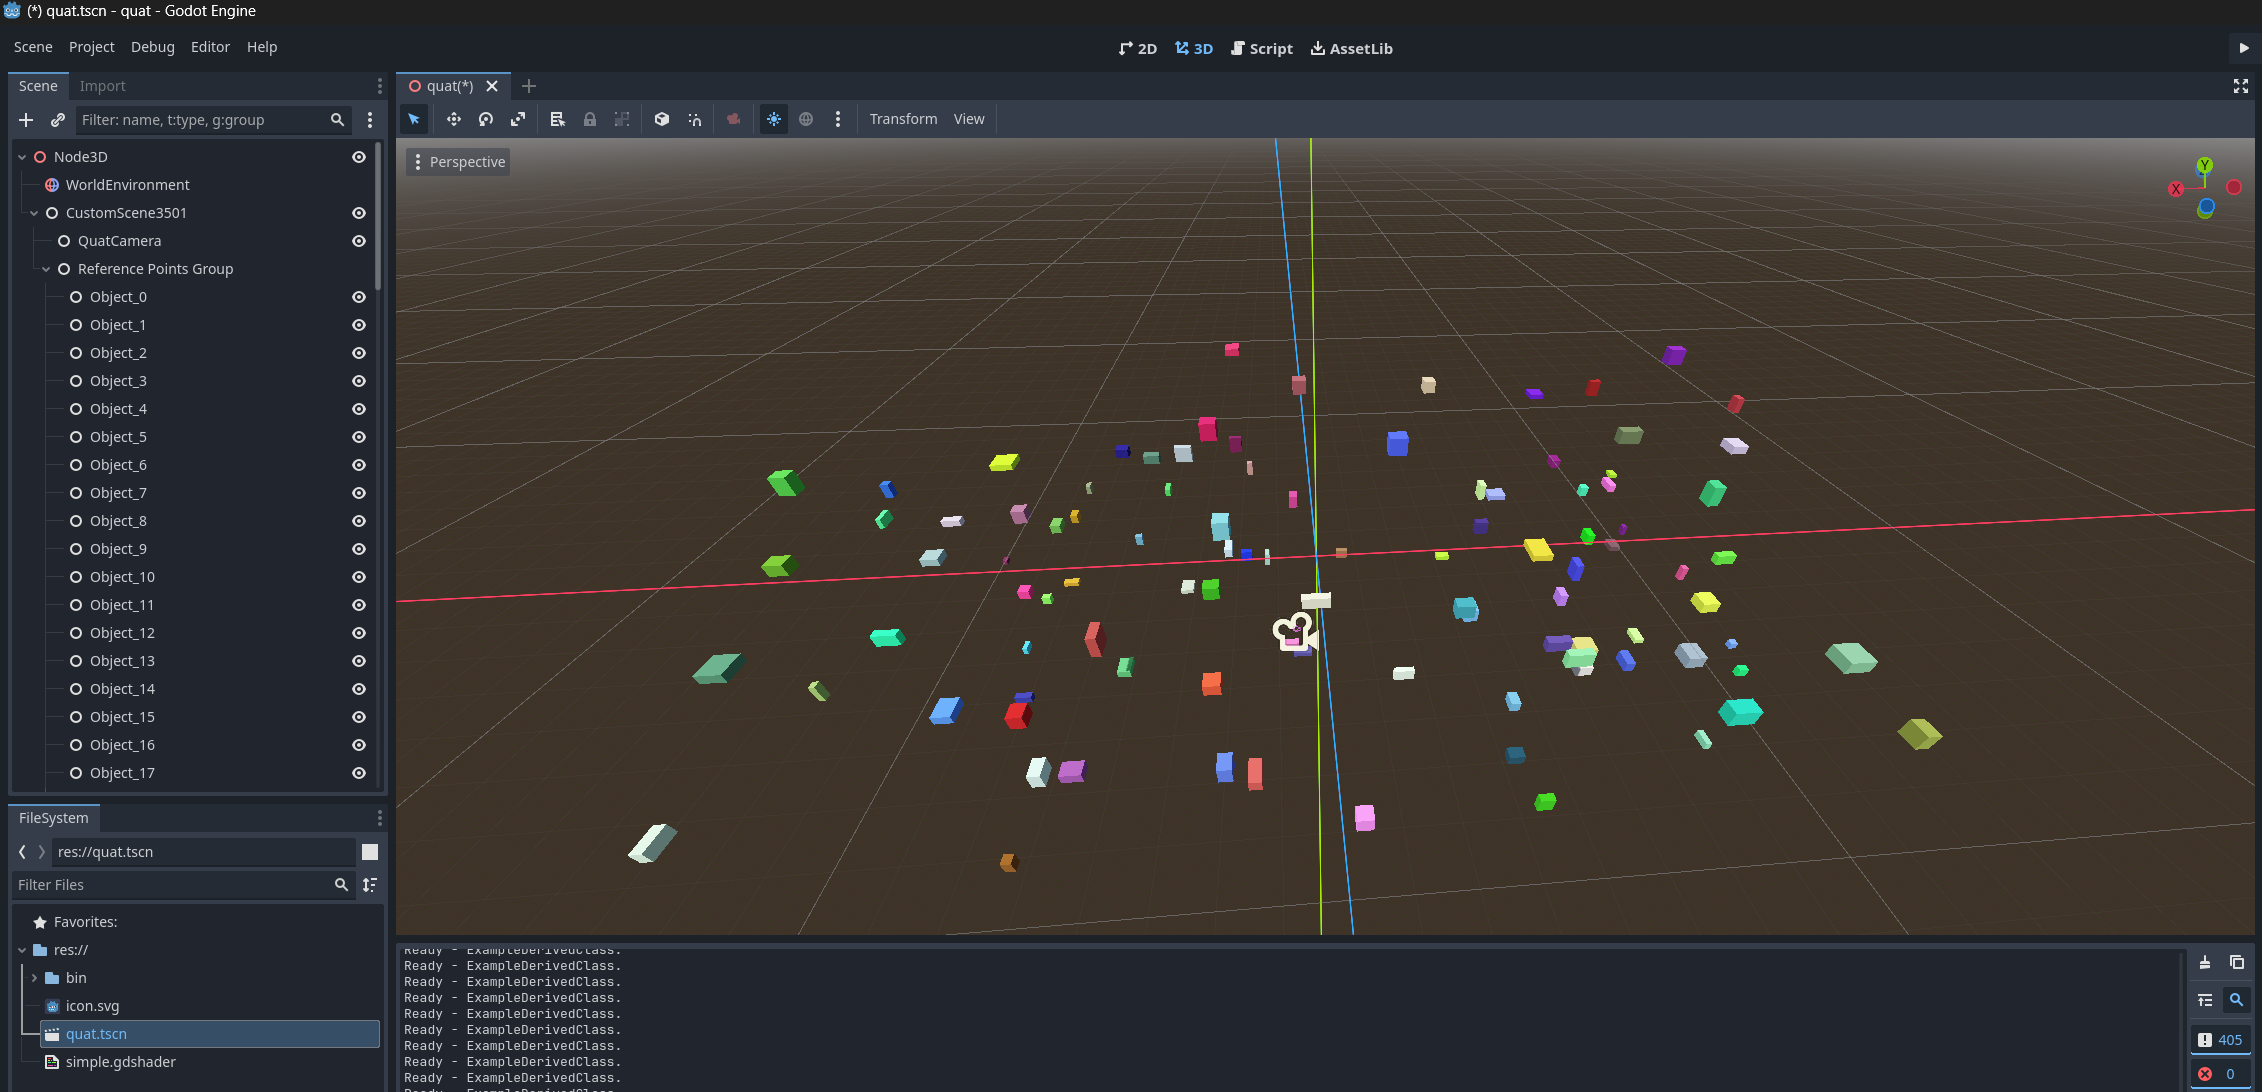 (*) quat.tscn - quat - Godot Engine
Scene Project Debug Editor Help
2D 3D Script AssetLib
Scene Import
quat(*)
Filter: name, t:type, g:group
Transform View
Perspective
Y
X
Node3D
WorldEnvironment
CustomScene3501
QuatCamera
Reference Points Group
Object_0
Object_1
Object_2
Object_3
Object_4
Object_5
Object_6
Object_7
Object_8
Object_9
Object_10
Object_11
Object_12
Object_13
Object_14
Object_15
Object_16
Object_17
FileSystem
res://quat.tscn
Filter Files
Favorites:
res://
bin
icon.svg
quat.tscn
simple.gdshader
Ready - ExampleDerivedClass.
Ready - ExampleDerivedClass.
Ready - ExampleDerivedClass.
Ready - ExampleDerivedClass.
Ready - ExampleDerivedClass.
Ready - ExampleDerivedClass.
Ready - ExampleDerivedClass.
Ready - ExampleDerivedClass.
Ready - ExampleDerivedClass.
405
0